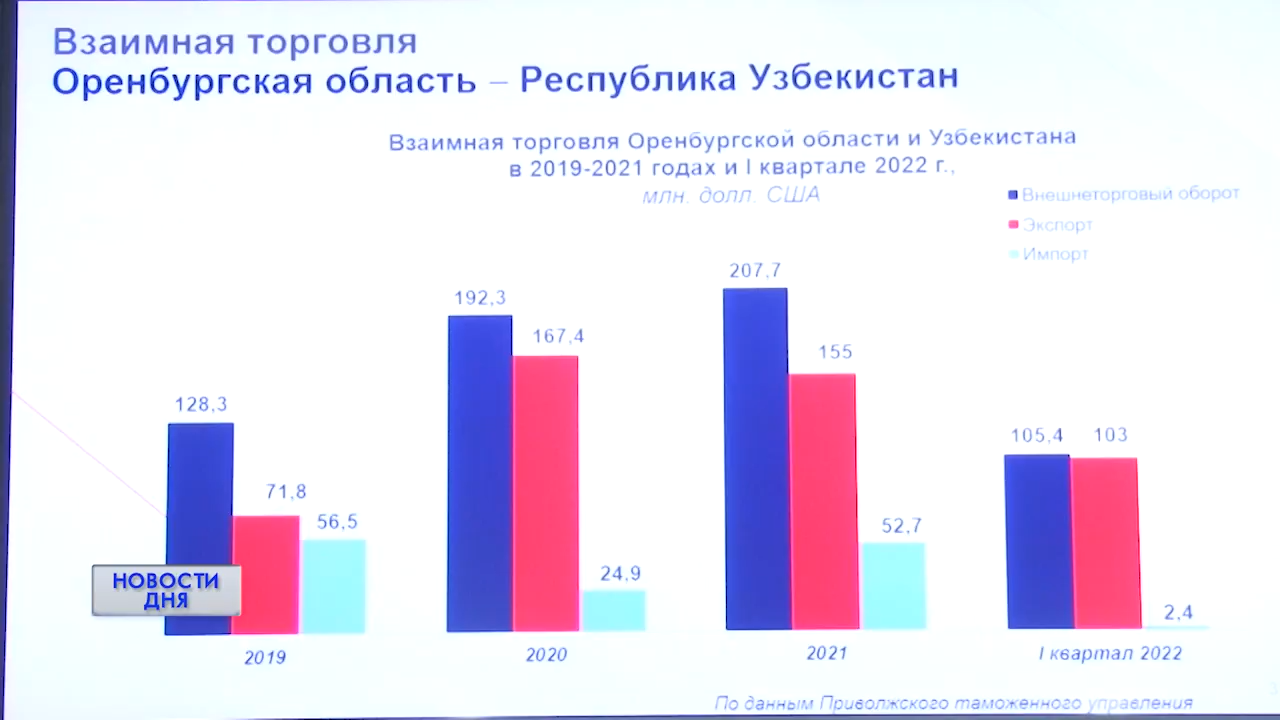 Взаимная торговля
Оренбургская область – Республика Узбекистан
Взаимная торговля Оренбургской области и Узбекистана
в 2019-2021 годах и I квартале 2022 г.,
млн. долл. США
Внешнеторговый оборот
Экспорт
Импорт
128,3
71,8
56,5
192,3
167,4
24,9
207,7
155
52,7
105,4
103
2,4
2019
2020
2021
I квартал 2022
НОВОСТИ
ДНЯ
По данным Приволжского таможенного управления